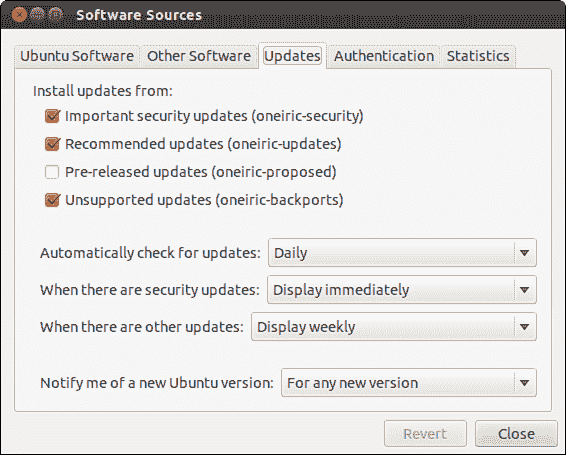 Software Sources
Ubuntu Software Other Software Updates Authentication Statistics
Install updates from:
Important security updates (oneiric-security)
Recommended updates (oneiric-updates)
Pre-released updates (oneiric-proposed)
Unsupported updates (oneiric-backports)
Automatically check for updates: Daily
When there are security updates: Display immediately
When there are other updates: Display weekly
Notify me of a new Ubuntu version: For any new version
Revert Close